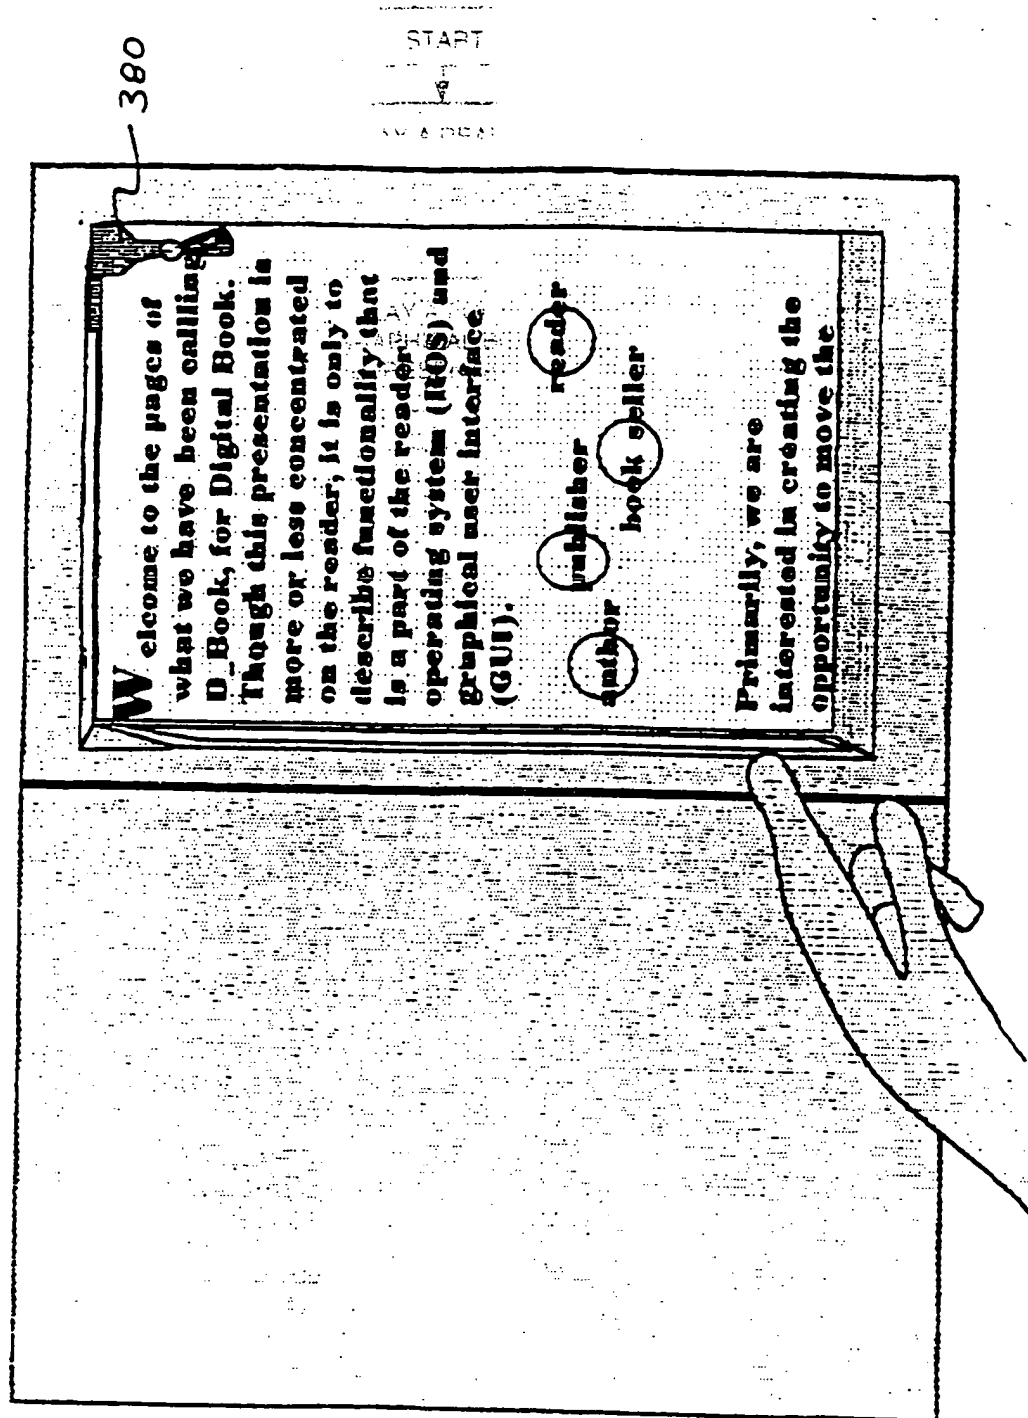 380
START
Welcome to the pages of
what we have been callling
D_Book, for Digital Book.
Though this presentation is
more or less concentrated
on the reader, it is only to
describe functionality that
is a part of the reader
operating system (ROS) and
graphical user interface
(GUI).
author
publisher
book seller
reader
Primarily, we are
interested in creating the
opportunity to move the